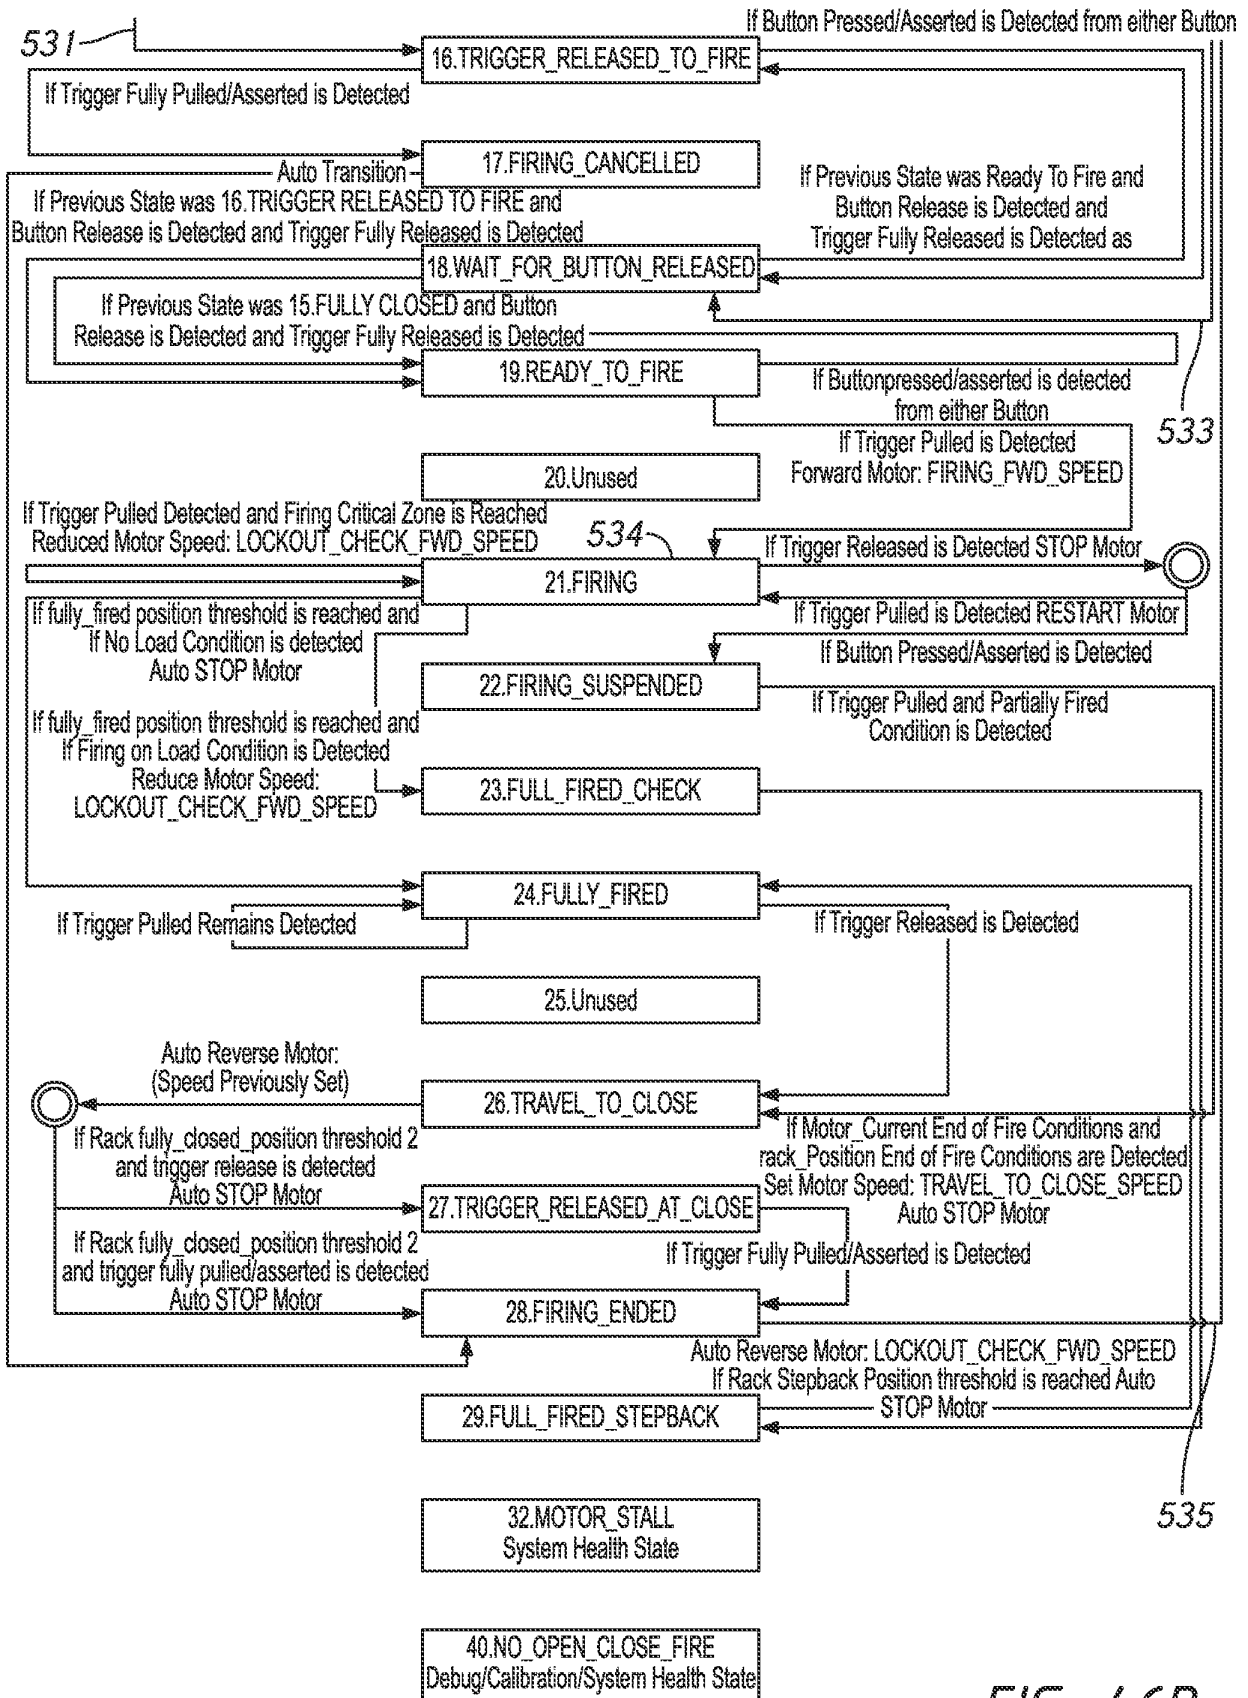 If Button Pressed/Asserted is Detected from either Button
531
16.TRIGGER_RELEASED_TO_FIRE
If Trigger Fully Pulled/Asserted is Detected
17.FIRING_CANCELLED
Auto Transition
If Previous State was Ready To Fire and
Button Release is Detected and
Trigger Fully Released is Detected as
If Previous State was 16.TRIGGER RELEASED TO FIRE and
Button Release is Detected and Trigger Fully Released is Detected
18.WAIT_FOR_BUTTON_RELEASED
If Previous State was 15.FULLY CLOSED and Button
Release is Detected and Trigger Fully Released is Detected
19.READY_TO_FIRE
If Buttonpressed/asserted is detected
from either Button
533
If Trigger Pulled is Detected
Forward Motor: FIRING_FWD_SPEED
20.Unused
If Trigger Pulled Detected and Firing Critical Zone is Reached
Reduced Motor Speed: LOCKOUT_CHECK_FWD_SPEED
534
If Trigger Released is Detected STOP Motor
21.FIRING
If Trigger Pulled is Detected RESTART Motor
If fully_fired position threshold is reached and
If No Load Condition is detected
Auto STOP Motor
If Button Pressed/Asserted is Detected
22.FIRING_SUSPENDED
If Trigger Pulled and Partially Fired
Condition is Detected
If fully_fired position threshold is reached and
If Firing on Load Condition is Detected
Reduce Motor Speed:
LOCKOUT_CHECK_FWD_SPEED
23.FULL_FIRED_CHECK
24.FULLY_FIRED
If Trigger Pulled Remains Detected
If Trigger Released is Detected
25.Unused
Auto Reverse Motor:
(Speed Previously Set)
26.TRAVEL_TO_CLOSE
If Rack fully_closed_position threshold 2
and trigger release is detected
Auto STOP Motor
If Motor_Current End of Fire Conditions and
rack_Position End of Fire Conditions are Detected
Set Motor Speed: TRAVEL_TO_CLOSE_SPEED
Auto STOP Motor
27.TRIGGER_RELEASED_AT_CLOSE
If Rack fully_closed_position threshold 2
and trigger fully pulled/asserted is detected
Auto STOP Motor
If Trigger Fully Pulled/Asserted is Detected
28.FIRING_ENDED
Auto Reverse Motor: LOCKOUT_CHECK_FWD_SPEED
If Rack Stepback Position threshold is reached Auto
STOP Motor
29.FULL_FIRED_STEPBACK
535
32.MOTOR_STALL
System Health State
40.NO_OPEN_CLOSE_FIRE
Debug/Calibration/System Health State